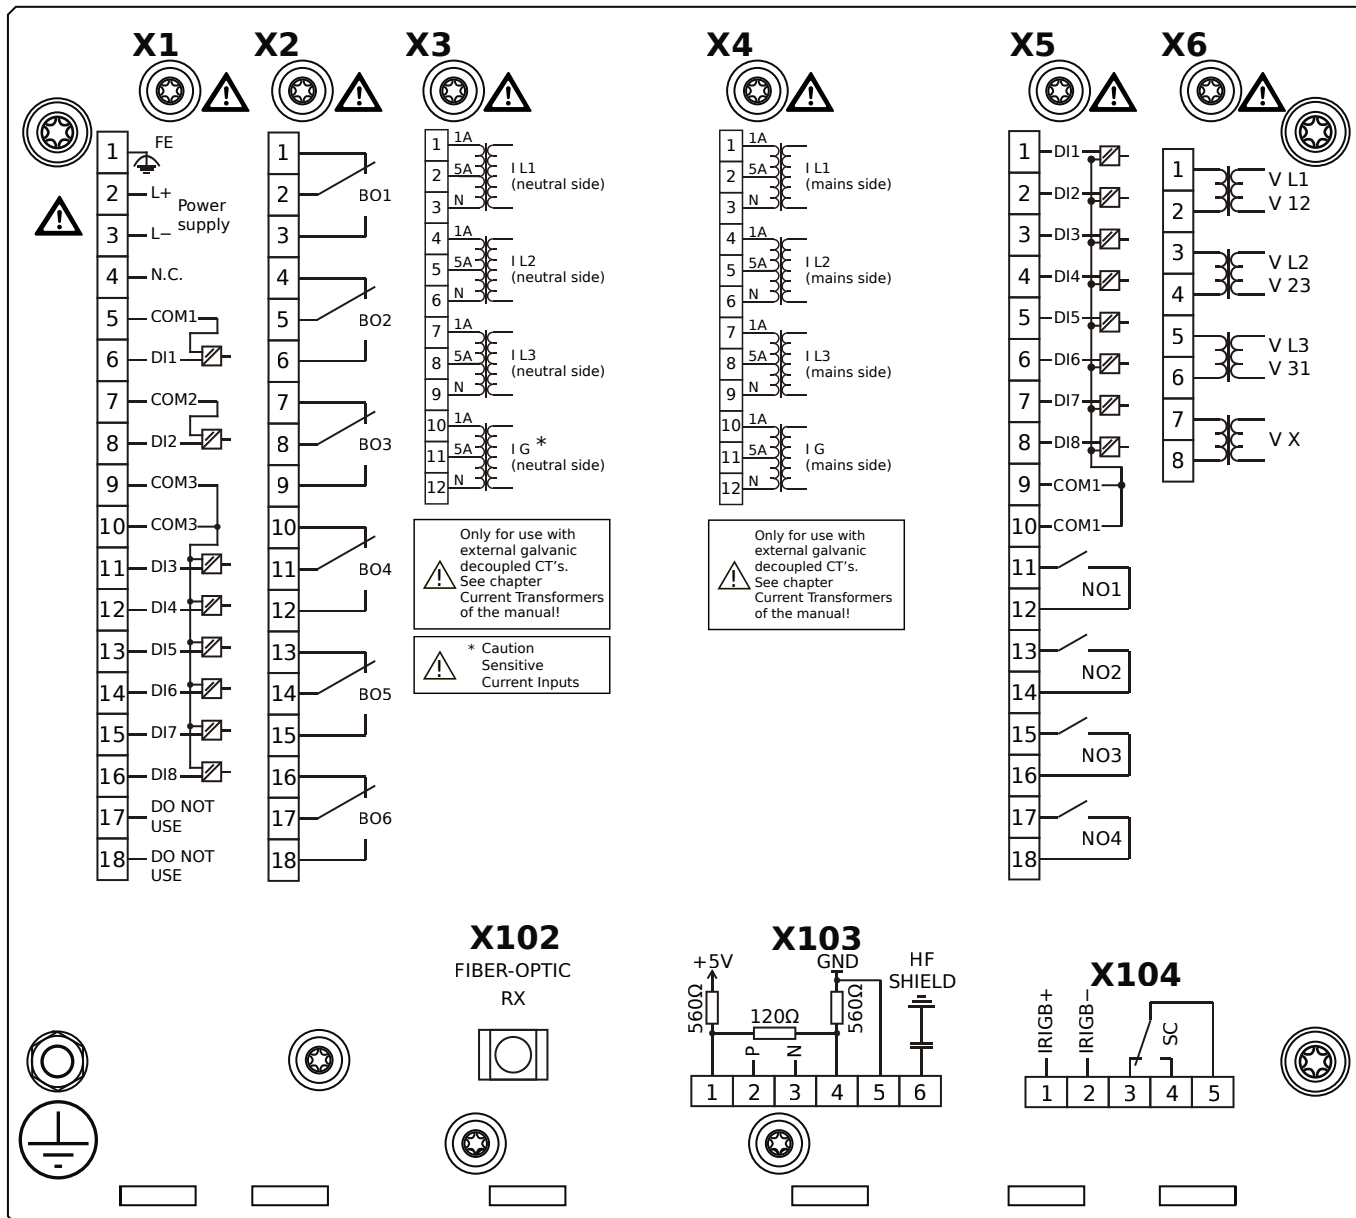 X1
1 FE
2 L+ Power
supply
3 L−
4 N.C.
5 COM1
6 DI1
7 COM2
8 DI2
9 COM3
10 COM3
11 DI3
12 DI4
13 DI5
14 DI6
15 DI7
16 DI8
17 DO NOT
USE
18 DO NOT
USE
X2
1
2 BO1
3
4
5 BO2
6
7
8 BO3
9
10
11 BO4
12
13
14 BO5
15
16
17 BO6
18
X3
1 1A
2 5A I L1
(neutral side)
3 N
4 1A
5 5A I L2
(neutral side)
6 N
7 1A
8 5A I L3
(neutral side)
9 N
10 1A
11 5A I G *
(neutral side)
12 N
Only for use with
external galvanic
decoupled CT's.
See chapter
Current Transformers
of the manual!
* Caution
Sensitive
Current Inputs
X4
1 1A
2 5A I L1
(mains side)
3 N
4 1A
5 5A I L2
(mains side)
6 N
7 1A
8 5A I L3
(mains side)
9 N
10 1A
11 5A I G
(mains side)
12 N
Only for use with
external galvanic
decoupled CT's.
See chapter
Current Transformers
of the manual!
X5
1 DI1
2 DI2
3 DI3
4 DI4
5 DI5
6 DI6
7 DI7
8 DI8
9 COM1
10 COM1
11
NO1
12
13
NO2
14
15
NO3
16
17
NO4
18
X6
1 V L1
2 V 12
3 V L2
4 V 23
5 V L3
6 V 31
7
V X
8
X102
FIBER-OPTIC
RX
X103
+5V GND HF
SHIELD
560Ω 120Ω 560Ω
P N
1 2 3 4 5 6
X104
IRIGB+ IRIGB− SC
1 2 3 4 5